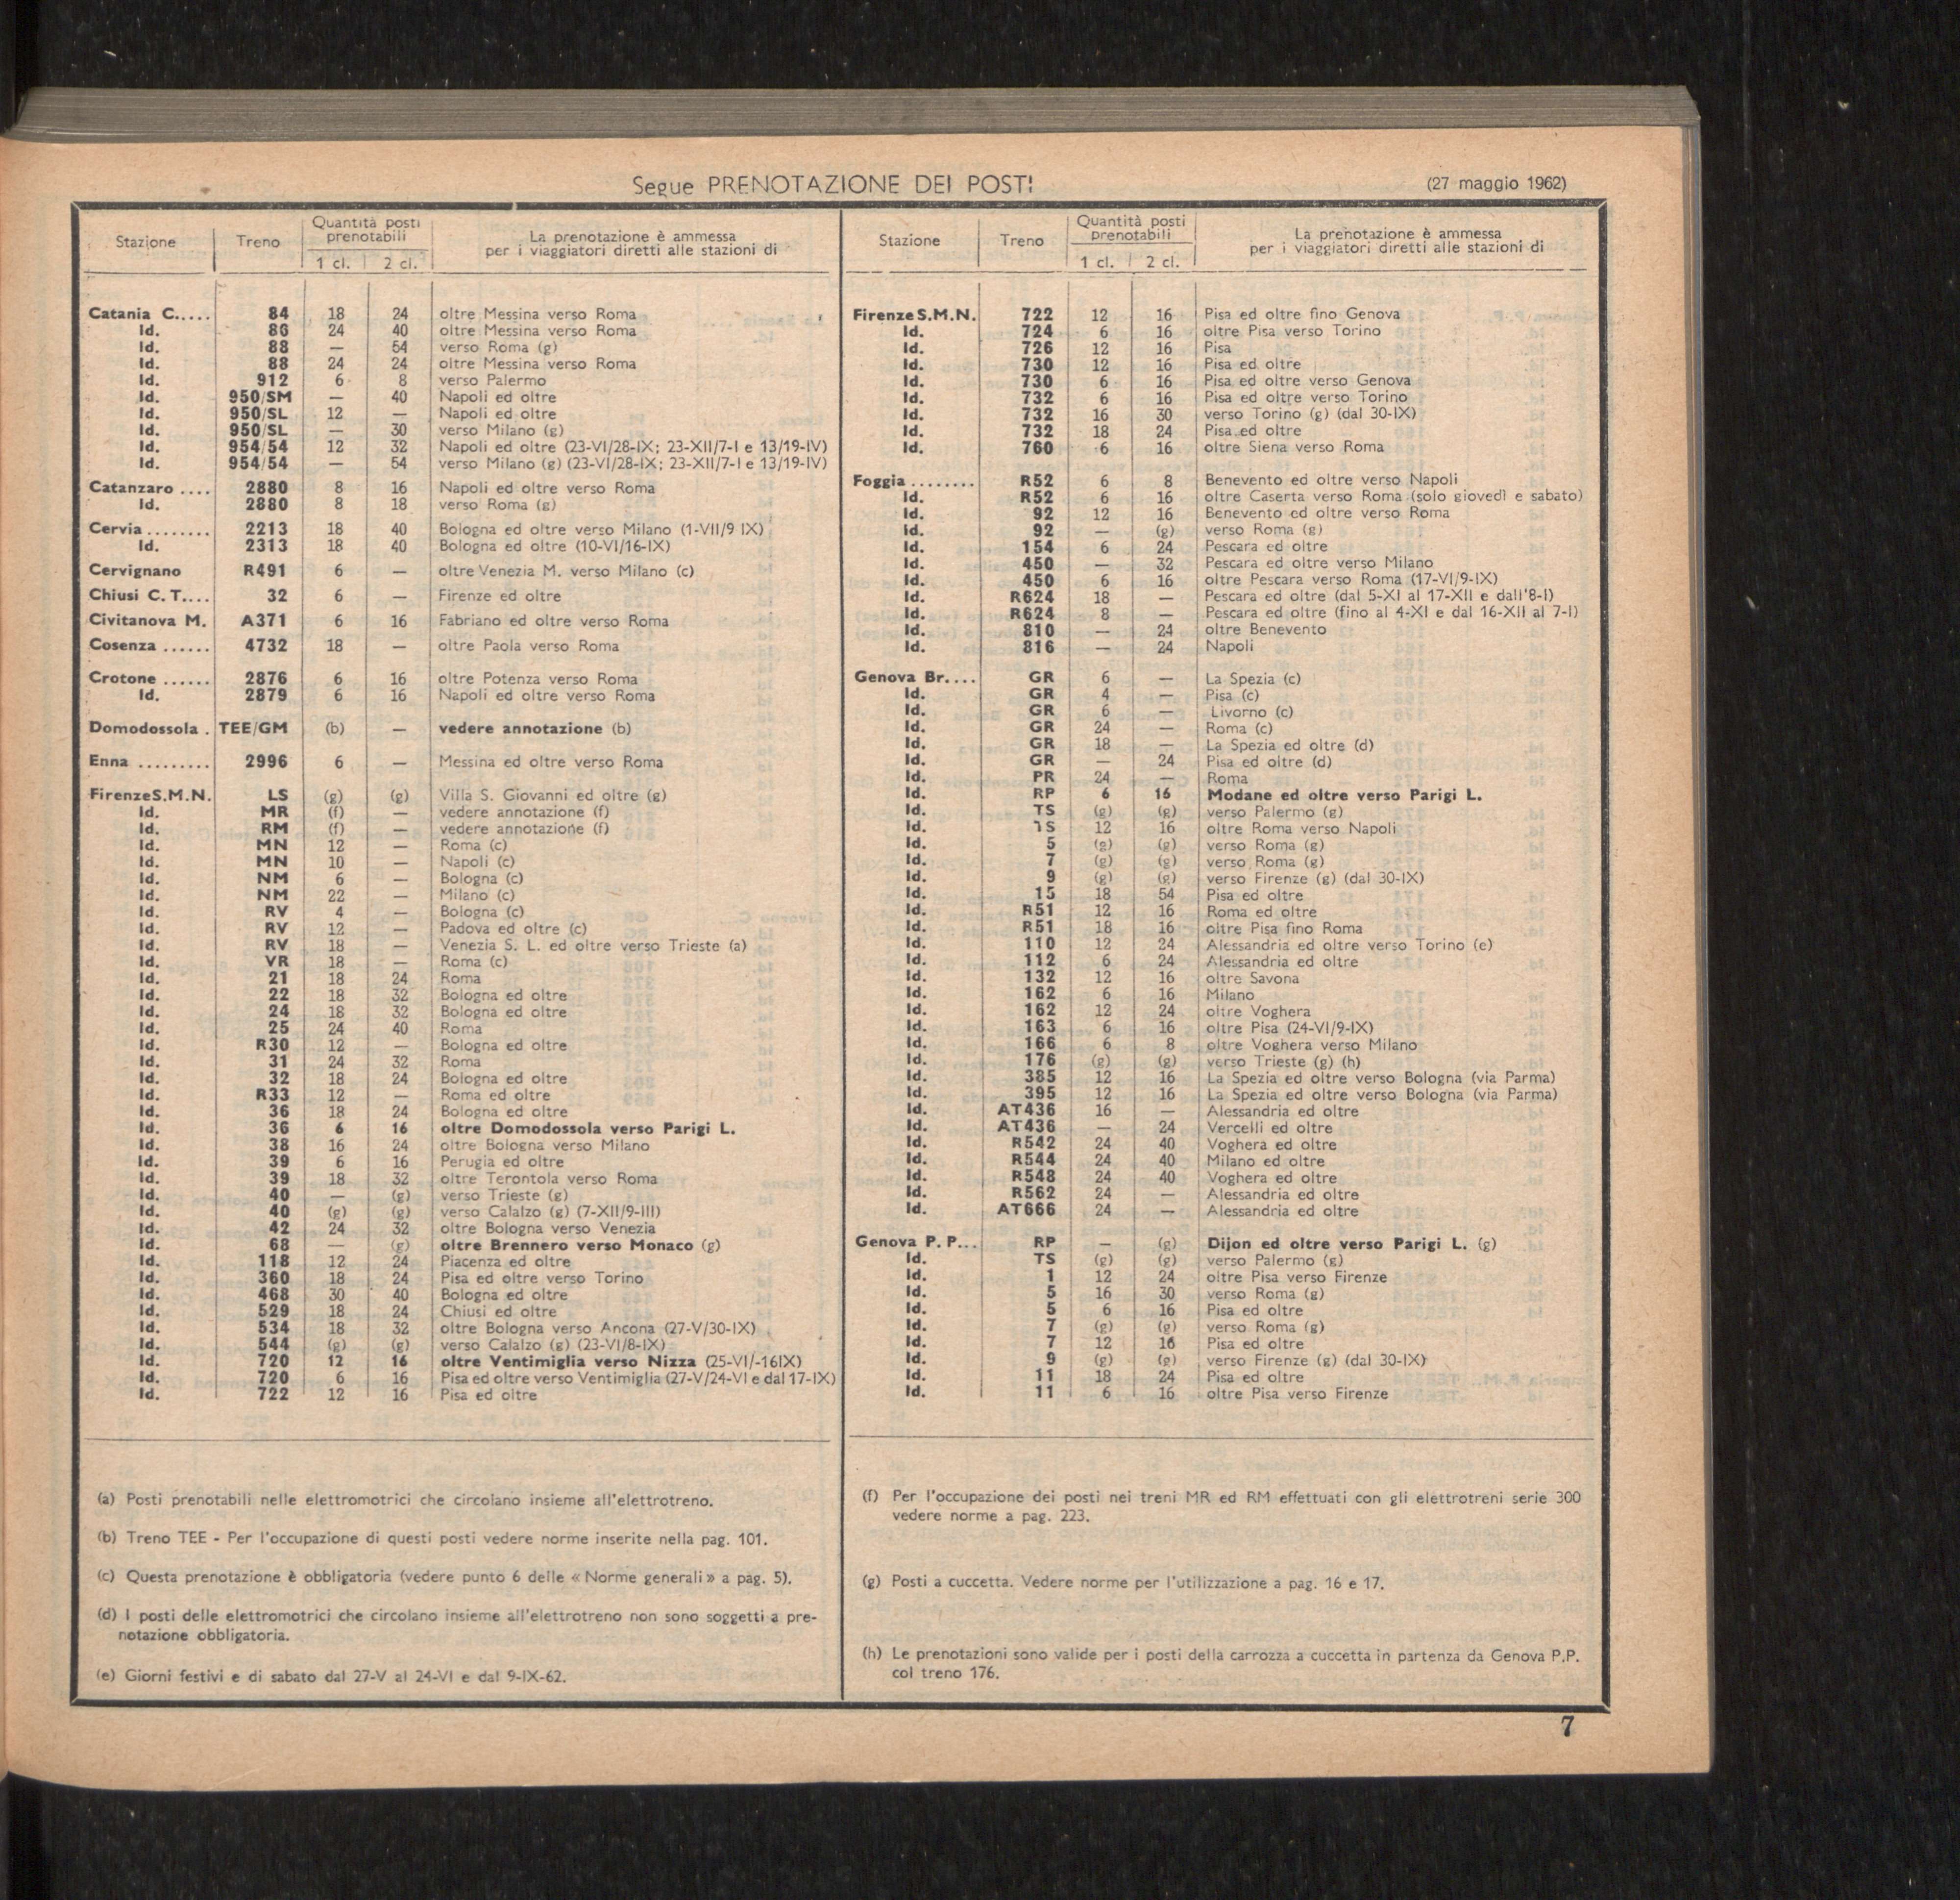 Segue PRENOTAZIONE DEI POSTI (27 maggio 1962)
Stazione Treno Quantità posti prenotabili 1 cl. 2 cl. La prenotazione è ammessa per i viaggiatori diretti alle stazioni di
Catania C..... 84 18 24 oltre Messina verso Roma
Id. 86 24 40 oltre Messina verso Roma
Id. 88 — 54 verso Roma (g)
Id. 88 24 24 oltre Messina verso Roma
Id. 912 6 8 verso Palermo
Id. 950/SM — 40 Napoli ed oltre
Id. 950/SL 12 — Napoli ed oltre
Id. 950/SL — 30 verso Milano (g)
Id. 954/54 12 32 Napoli ed oltre (23-VI/28-IX; 23-XII/7-I e 13/19-IV)
Id. 954/54 — 54 verso Milano (g) (23-VI/28-IX; 23-XII/7-I e 13/19-IV)
Catanzaro .... 2880 8 16 Napoli ed oltre verso Roma
Id. 2880 8 18 verso Roma (g)
Cervia ........ 2213 18 40 Bologna ed oltre verso Milano (1-VII/9 IX)
Id. 2313 18 40 Bologna ed oltre (10-VI/16-IX)
Cervignano R491 6 — oltre Venezia M. verso Milano (c)
Chiusi C. T.... 32 6 — Firenze ed oltre
Civitanova M. A371 6 16 Fabriano ed oltre verso Roma
Cosenza ...... 4732 18 — oltre Paola verso Roma
Crotone ...... 2876 6 16 oltre Potenza verso Roma
Id. 2879 6 16 Napoli ed oltre verso Roma
Domodossola . TEE/GM (b) — vedere annotazione (b)
Enna ......... 2996 6 — Messina ed oltre verso Roma
Firenze S.M.N. LS (g) (g) Villa S. Giovanni ed oltre (g)
Id. MR (f) — vedere annotazione (f)
Id. RM (f) — vedere annotazione (f)
Id. MN 12 — Roma (c)
Id. MN 10 — Napoli (c)
Id. NM 6 — Bologna (c)
Id. NM 22 — Milano (c)
Id. RV 4 — Bologna (c)
Id. RV 12 — Padova ed oltre (c)
Id. RV 18 — Venezia S. L. ed oltre verso Trieste (a)
Id. VR 18 — Roma (c)
Id. 21 18 24 Roma
Id. 22 18 32 Bologna ed oltre
Id. 24 18 32 Bologna ed oltre
Id. 25 24 40 Roma
Id. R30 12 — Bologna ed oltre
Id. 31 24 32 Roma
Id. 32 18 24 Bologna ed oltre
Id. R33 12 — Roma ed oltre
Id. 36 18 24 Bologna ed oltre
Id. 36 6 16 oltre Domodossola verso Parigi L.
Id. 38 16 24 oltre Bologna verso Milano
Id. 39 6 16 Perugia ed oltre
Id. 39 18 32 oltre Terontola verso Roma
Id. 40 — (g) verso Trieste (g)
Id. 40 (g) (g) verso Calalzo (g) (7-XII/9-III)
Id. 42 24 32 oltre Bologna verso Venezia
Id. 68 — (g) oltre Brennero verso Monaco (g)
Id. 118 12 24 Piacenza ed oltre
Id. 360 18 24 Pisa ed oltre verso Torino
Id. 468 30 40 Bologna ed oltre
Id. 529 18 24 Chiusi ed oltre
Id. 534 18 32 oltre Bologna verso Ancona (27-V/30-IX)
Id. 544 (g) (g) verso Calalzo (g) (23-VI/8-IX)
Id. 720 12 16 oltre Ventimiglia verso Nizza (25-VI/-16IX)
Id. 720 6 16 Pisa ed oltre verso Ventimiglia (27-V/24-VI e dal 17-IX)
Id. 722 12 16 Pisa ed oltre
(a) Posti prenotabili nelle elettromotrici che circolano insieme all'elettrotreno.
(b) Treno TEE - Per l'occupazione di questi posti vedere norme inserite nella pag. 101.
(c) Questa prenotazione è obbligatoria (vedere punto 6 delle « Norme generali » a pag. 5).
(d) I posti delle elettromotrici che circolano insieme all'elettrotreno non sono soggetti a pre-
notazione obbligatoria.
(e) Giorni festivi e di sabato dal 27-V al 24-VI e dal 9-IX-62.
Stazione Treno Quantità posti prenotabili 1 cl. 2 cl. La prenotazione è ammessa per i viaggiatori diretti alle stazioni di
Firenze S.M.N. 722 12 16 Pisa ed oltre fino Genova
Id. 724 6 16 oltre Pisa verso Torino
Id. 726 12 16 Pisa
Id. 730 12 16 Pisa ed oltre
Id. 730 6 16 Pisa ed oltre verso Genova
Id. 732 6 16 Pisa ed oltre verso Torino
Id. 732 16 30 verso Torino (g) (dal 30-IX)
Id. 732 18 24 Pisa ed oltre
Id. 760 6 16 oltre Siena verso Roma
Foggia ........ R52 6 8 Benevento ed oltre verso Napoli
Id. R52 6 16 oltre Caserta verso Roma (solo giovedì e sabato)
Id. 92 12 16 Benevento ed oltre verso Roma
Id. 92 — (g) verso Roma (g)
Id. 154 6 24 Pescara ed oltre
Id. 450 — 32 Pescara ed oltre verso Milano
Id. 450 6 16 oltre Pescara verso Roma (17-VI/9-IX)
Id. R624 18 — Pescara ed oltre (dal 5-XI al 17-XII e dall'8-I)
Id. R624 8 — Pescara ed oltre (fino al 4-XI e dal 16-XII al 7-I)
Id. 810 — 24 oltre Benevento
Id. 816 — 24 Napoli
Genova Br.... GR 6 — La Spezia (c)
Id. GR 4 — Pisa (c)
Id. GR 6 — Livorno (c)
Id. GR 24 — Roma (c)
Id. GR 18 — La Spezia ed oltre (d)
Id. GR — 24 Pisa ed oltre (d)
Id. PR 24 — Roma
Id. RP 6 16 Modane ed oltre verso Parigi L.
Id. TS (g) (g) verso Palermo (g)
Id. TS 12 16 oltre Roma verso Napoli
Id. 5 (g) (g) verso Roma (g)
Id. 7 (g) (g) verso Roma (g)
Id. 9 (g) (g) verso Firenze (g) (dal 30-IX)
Id. 15 18 54 Pisa ed oltre
Id. R51 12 16 Roma ed oltre
Id. R51 18 16 oltre Pisa fino Roma
Id. 110 12 24 Alessandria ed oltre verso Torino (e)
Id. 112 6 24 Alessandria ed oltre
Id. 132 12 16 oltre Savona
Id. 162 6 16 Milano
Id. 162 12 24 oltre Voghera
Id. 163 6 16 oltre Pisa (24-VI/9-IX)
Id. 166 6 8 oltre Voghera verso Milano
Id. 176 (g) (g) verso Trieste (g) (h)
Id. 385 12 16 La Spezia ed oltre verso Bologna (via Parma)
Id. 395 12 16 La Spezia ed oltre verso Bologna (via Parma)
Id. AT436 16 — Alessandria ed oltre
Id. AT436 — 24 Vercelli ed oltre
Id. R542 24 40 Voghera ed oltre
Id. R544 24 40 Milano ed oltre
Id. R548 24 40 Voghera ed oltre
Id. R562 24 — Alessandria ed oltre
Id. AT666 24 — Alessandria ed oltre
Genova P. P... RP — (g) Dijon ed oltre verso Parigi L. (g)
Id. TS (g) (g) verso Palermo (g)
Id. 1 12 24 oltre Pisa verso Firenze
Id. 5 16 30 verso Roma (g)
Id. 5 6 16 Pisa ed oltre
Id. 7 (g) (g) verso Roma (g)
Id. 7 12 16 Pisa ed oltre
Id. 9 (g) (g) verso Firenze (g) (dal 30-IX)
Id. 11 18 24 Pisa ed oltre
Id. 11 6 16 oltre Pisa verso Firenze
(f) Per l'occupazione dei posti nei treni MR ed RM effettuati con gli elettrotreni serie 300
vedere norme a pag. 223.
(g) Posti a cuccetta. Vedere norme per l'utilizzazione a pag. 16 e 17.
(h) Le prenotazioni sono valide per i posti della carrozza a cuccetta in partenza da Genova P.P.
col treno 176.
7